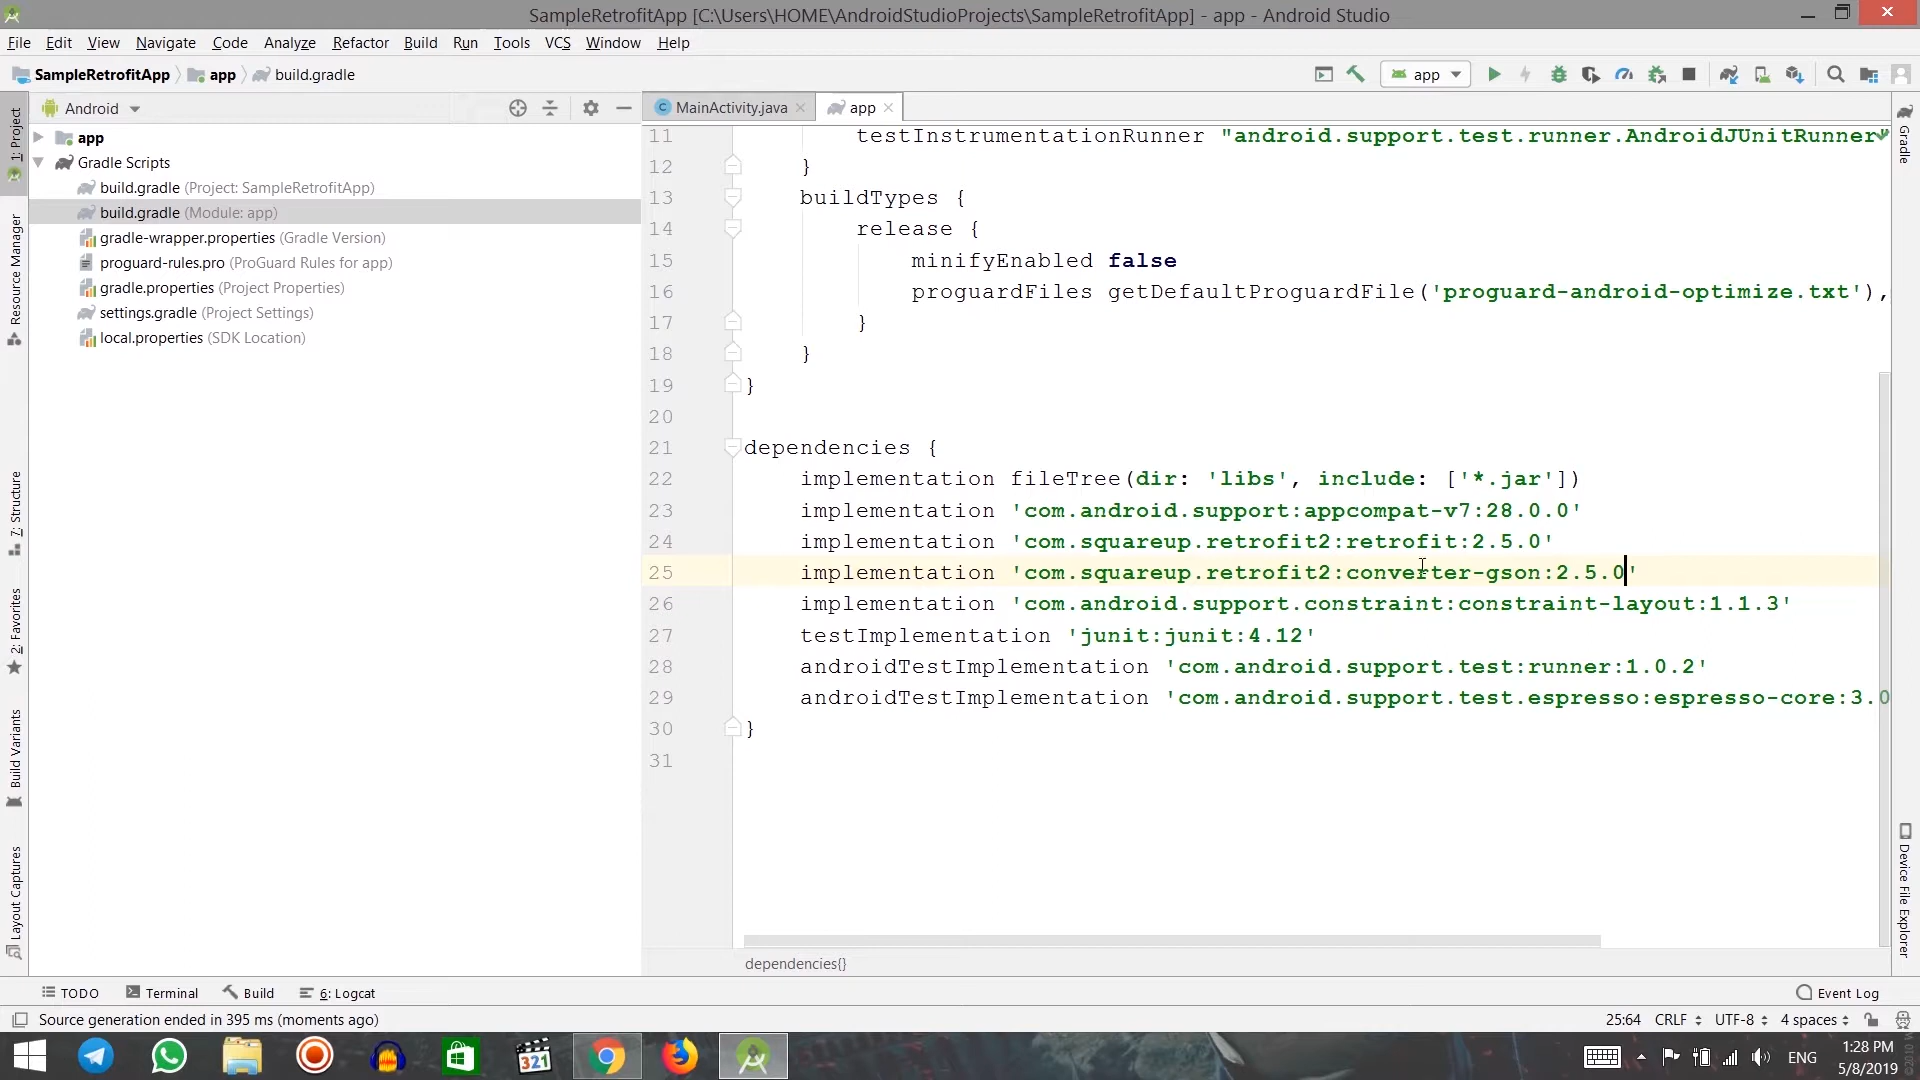 SampleRetrofitApp [C:\Users\HOME\AndroidStudioProjects\SampleRetrofitApp] - app - Android Studio
File Edit View Navigate Code Analyze Refactor Build Run Tools VCS Window Help
SampleRetrofitApp app build.gradle
app
Android
MainActivity.java
app
1: Project
Resource Manager
7: Structure
2: Favorites
Build Variants
Layout Captures
app
Gradle Scripts
build.gradle (Project: SampleRetrofitApp)
build.gradle (Module: app)
gradle-wrapper.properties (Gradle Version)
proguard-rules.pro (ProGuard Rules for app)
gradle.properties (Project Properties)
settings.gradle (Project Settings)
local.properties (SDK Location)
11 testInstrumentationRunner "android.support.test.runner.AndroidJUnitRunner"
12 }
13 buildTypes {
14 release {
15 minifyEnabled false
16 proguardFiles getDefaultProguardFile('proguard-android-optimize.txt'),
17 }
18 }
19 }
20
21 dependencies {
22 implementation fileTree(dir: 'libs', include: ['*.jar'])
23 implementation 'com.android.support:appcompat-v7:28.0.0'
24 implementation 'com.squareup.retrofit2:retrofit:2.5.0'
25 implementation 'com.squareup.retrofit2:converter-gson:2.5.0'
26 implementation 'com.android.support.constraint:constraint-layout:1.1.3'
27 testImplementation 'junit:junit:4.12'
28 androidTestImplementation 'com.android.support.test:runner:1.0.2'
29 androidTestImplementation 'com.android.support.test.espresso:espresso-core:3.0
30 }
31
dependencies{}
Gradle
Device File Explorer
TODO Terminal Build 6: Logcat Event Log
Source generation ended in 395 ms (moments ago) 25:64 CRLF UTF-8 4 spaces
321
ENG
1:28 PM
5/8/2019